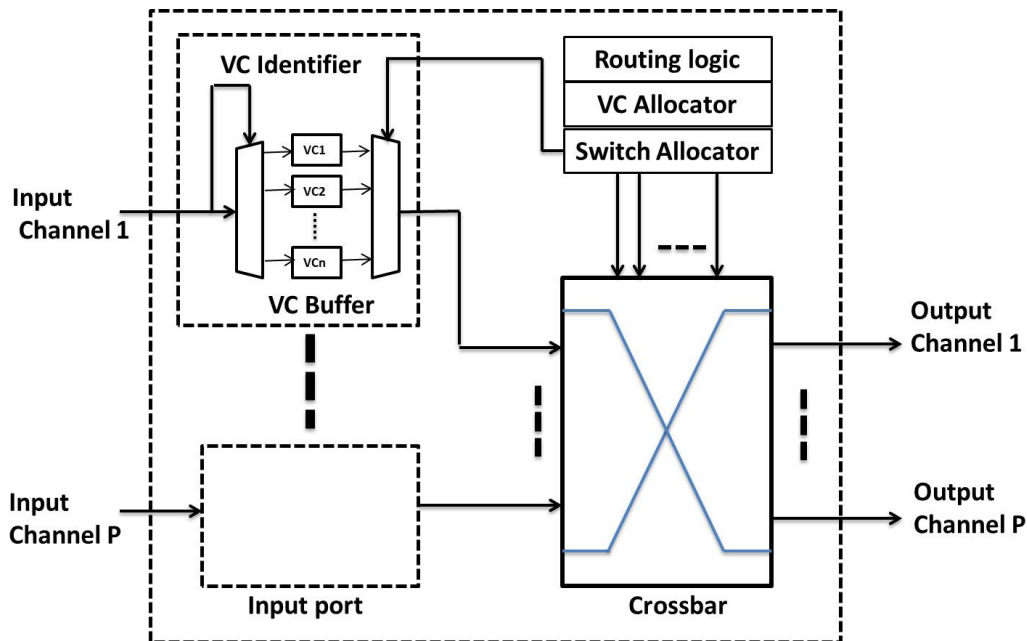 VC Identifier
Routing logic
VC Allocator
Switch Allocator
VC1
VC2
VCn
VC Buffer
Input
Channel 1
Output
Channel 1
Input
Channel P
Output
Channel P
Input port
Crossbar